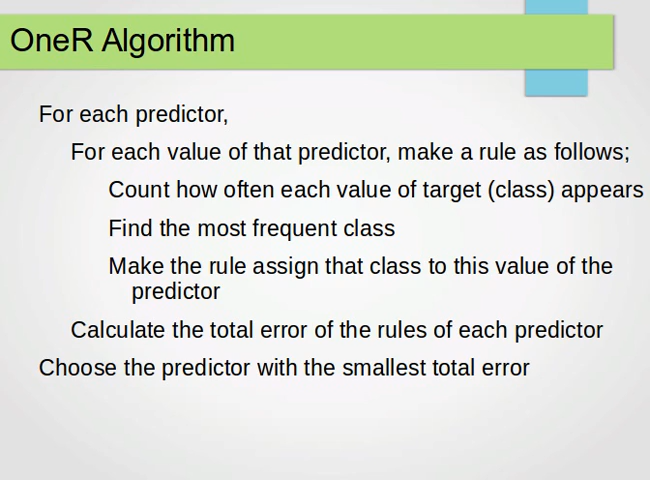 OneR Algorithm
For each predictor,
For each value of that predictor, make a rule as follows;
Count how often each value of target (class) appears
Find the most frequent class
Make the rule assign that class to this value of the
predictor
Calculate the total error of the rules of each predictor
Choose the predictor with the smallest total error